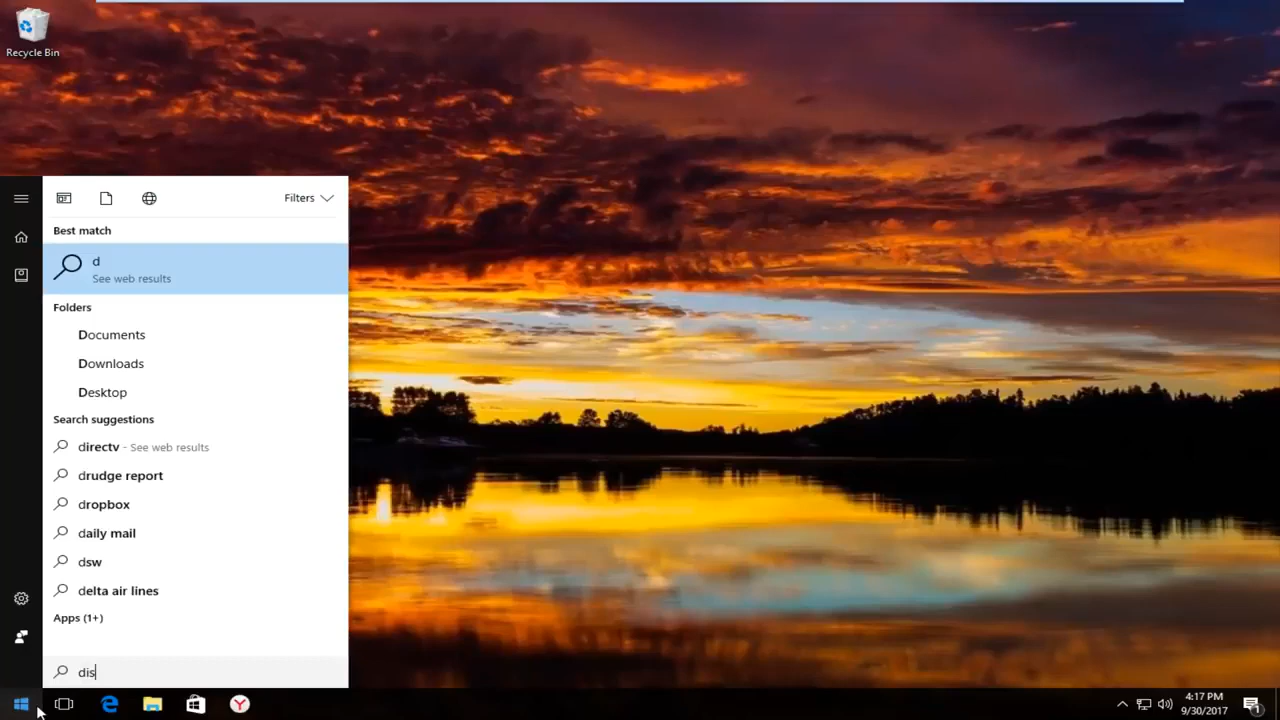 Recycle Bin
Filters
Best match
d
See web results
Folders
Documents
Downloads
Desktop
Search suggestions
directv - See web results
drudge report
dropbox
daily mail
dsw
delta air lines
Apps (1+)
dis
4:17 PM
9/30/2017
1